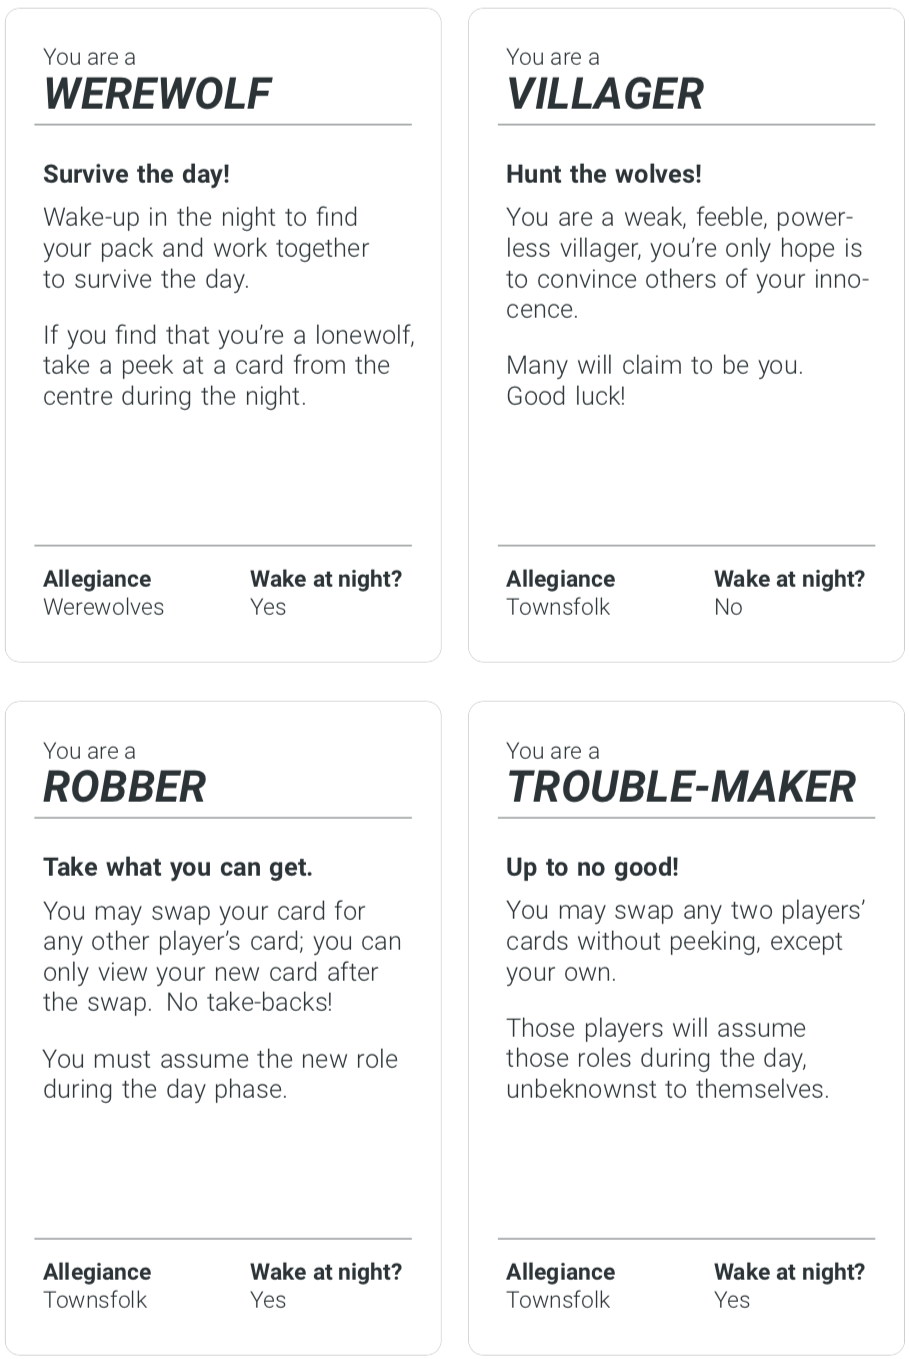 You are a
WEREWOLF
Survive the day!
Wake-up in the night to find
your pack and work together
to survive the day.
If you find that you're a lonewolf,
take a peek at a card from the
centre during the night.
Allegiance Wake at night?
Werewolves Yes
You are a
VILLAGER
Hunt the wolves!
You are a weak, feeble, power-
less villager, you're only hope is
to convince others of your inno-
cence.
Many will claim to be you.
Good luck!
Allegiance Wake at night?
Townsfolk No
You are a
ROBBER
Take what you can get.
You may swap your card for
any other player's card; you can
only view your new card after
the swap. No take-backs!
You must assume the new role
during the day phase.
Allegiance Wake at night?
Townsfolk Yes
You are a
TROUBLE-MAKER
Up to no good!
You may swap any two players'
cards without peeking, except
your own.
Those players will assume
those roles during the day,
unbeknownst to themselves.
Allegiance Wake at night?
Townsfolk Yes